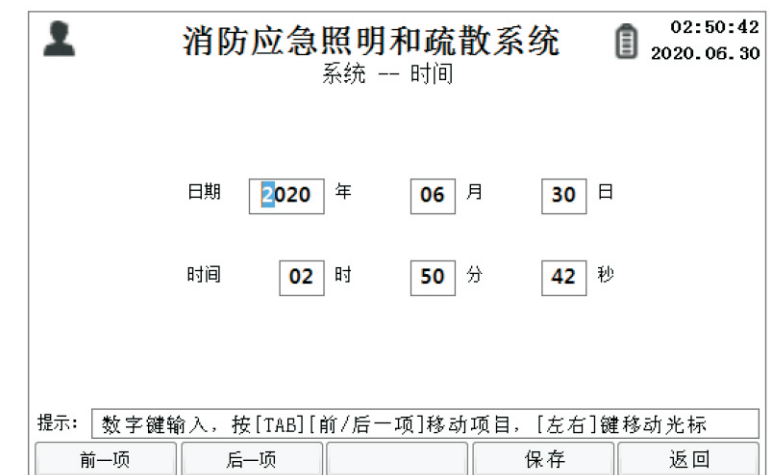 消防应急照明和疏散系统
02:50:42
2020.06.30
系统 -- 时间
日期 2020 年 06 月 30 日
时间 02 时 50 分 42 秒
提示: 数字键输入, 按[TAB][前/后一项]移动项目, [左右]键移动光标
前一项 后一项 保存 返回